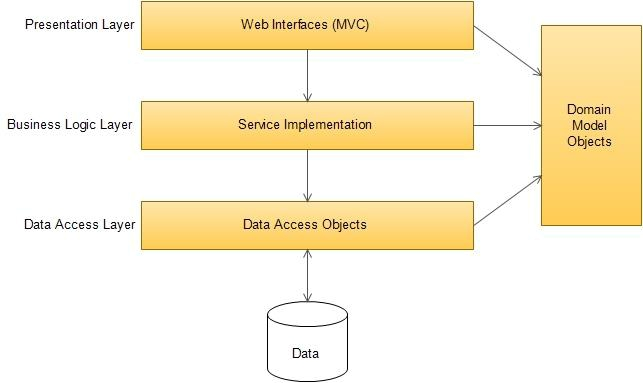 Presentation Layer
Web Interfaces (MVC)
Business Logic Layer
Service Implementation
Domain
Model
Objects
Data Access Layer
Data Access Objects
Data